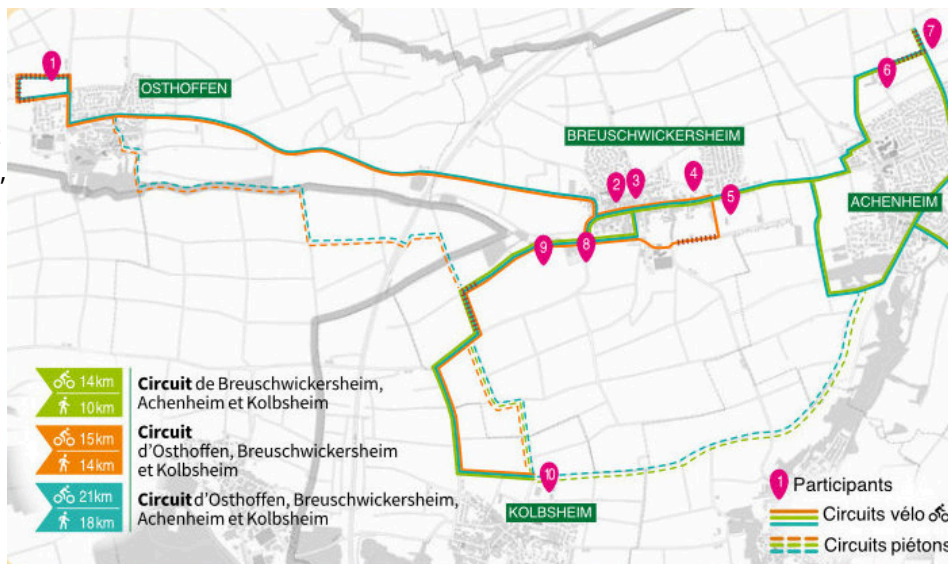 1
OSTHOFFEN
7
6
BREUSCHWICKERSHEIM
2
3
4
5
ACHENHEIM
9
8
14km
10km
Circuit de Breuschwickersheim,
Achenheim et Kolbsheim
15km
14km
Circuit
d'Osthoffen, Breuschwickersheim
et Kolbsheim
21km
18km
Circuit d'Osthoffen, Breuschwickersheim,
Achenheim et Kolbsheim
10
KOLBSHEIM
1 Participants
Circuits vélo
Circuits piétons
,